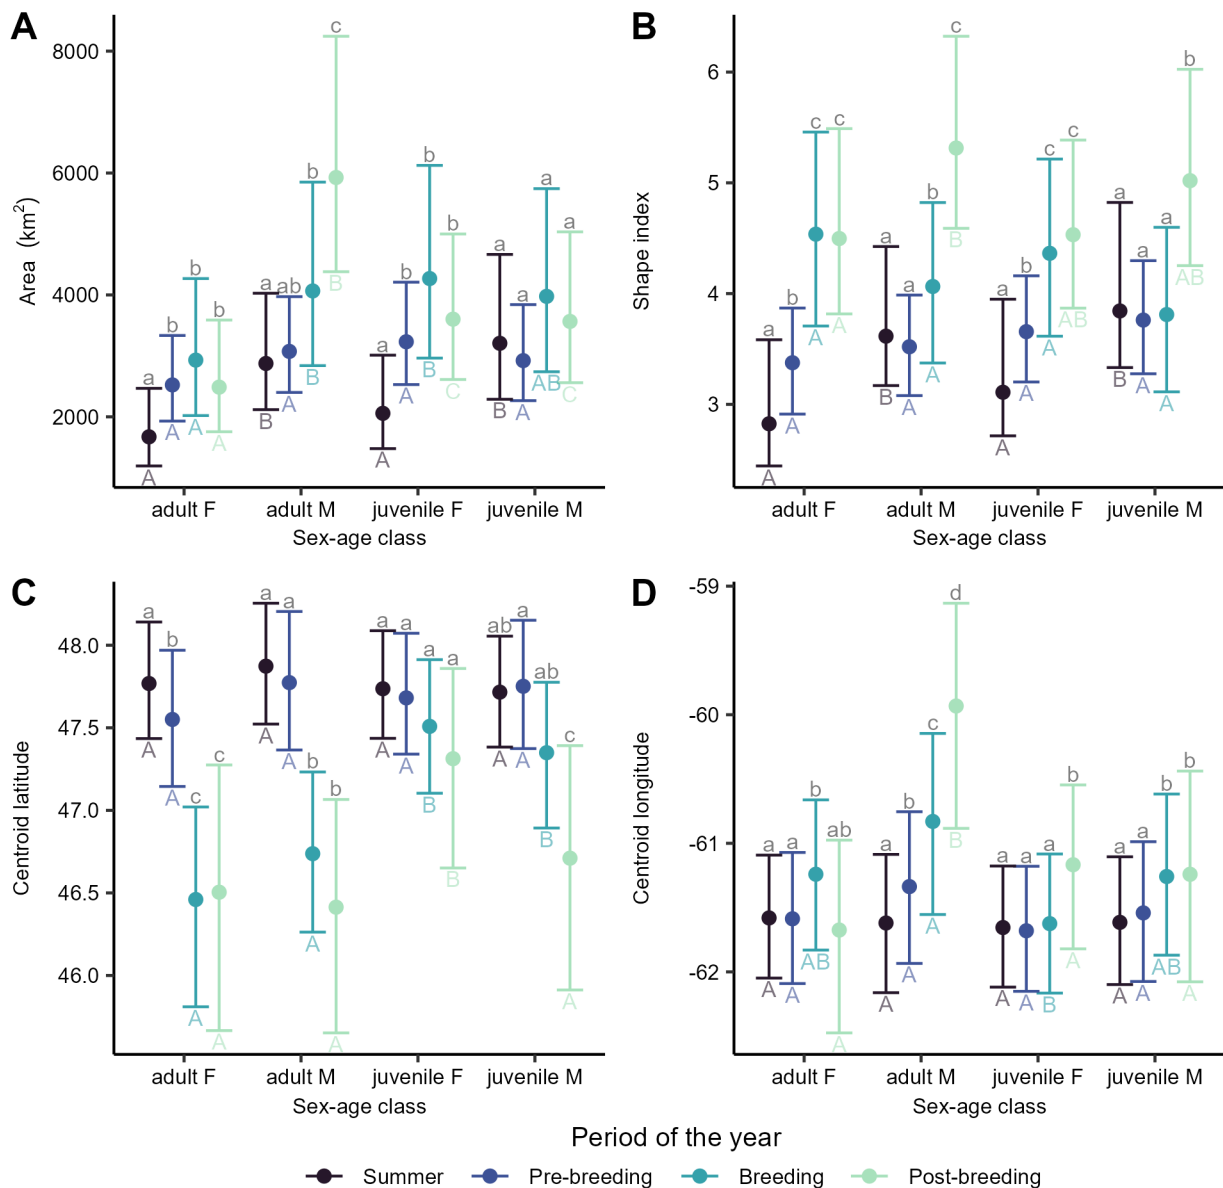 A
Area (km²)
8000
6000
4000
2000
a
b
b
b
a
ab
b
c
a
b
b
b
a
a
a
a
A
A
A
A
B
A
B
B
A
A
B
C
B
A
AB
C
adult F
adult M
juvenile F
juvenile M
Sex-age class
B
Shape index
6
5
4
3
a
b
c
c
a
a
b
c
a
b
c
c
a
a
a
b
A
A
A
A
B
A
A
B
A
A
A
AB
B
A
A
AB
adult F
adult M
juvenile F
juvenile M
Sex-age class
C
Centroid latitude
48.0
47.5
47.0
46.5
46.0
a
b
c
c
a
a
b
b
a
a
a
a
ab
a
ab
c
A
A
A
A
A
A
A
A
A
A
B
B
A
A
B
A
adult F
adult M
juvenile F
juvenile M
Sex-age class
D
Centroid longitude
-59
-60
-61
-62
a
a
b
ab
a
b
c
d
a
a
a
b
a
a
b
b
A
A
AB
A
A
A
A
B
A
A
B
A
A
A
AB
A
adult F
adult M
juvenile F
juvenile M
Sex-age class
Period of the year
Summer
Pre-breeding
Breeding
Post-breeding